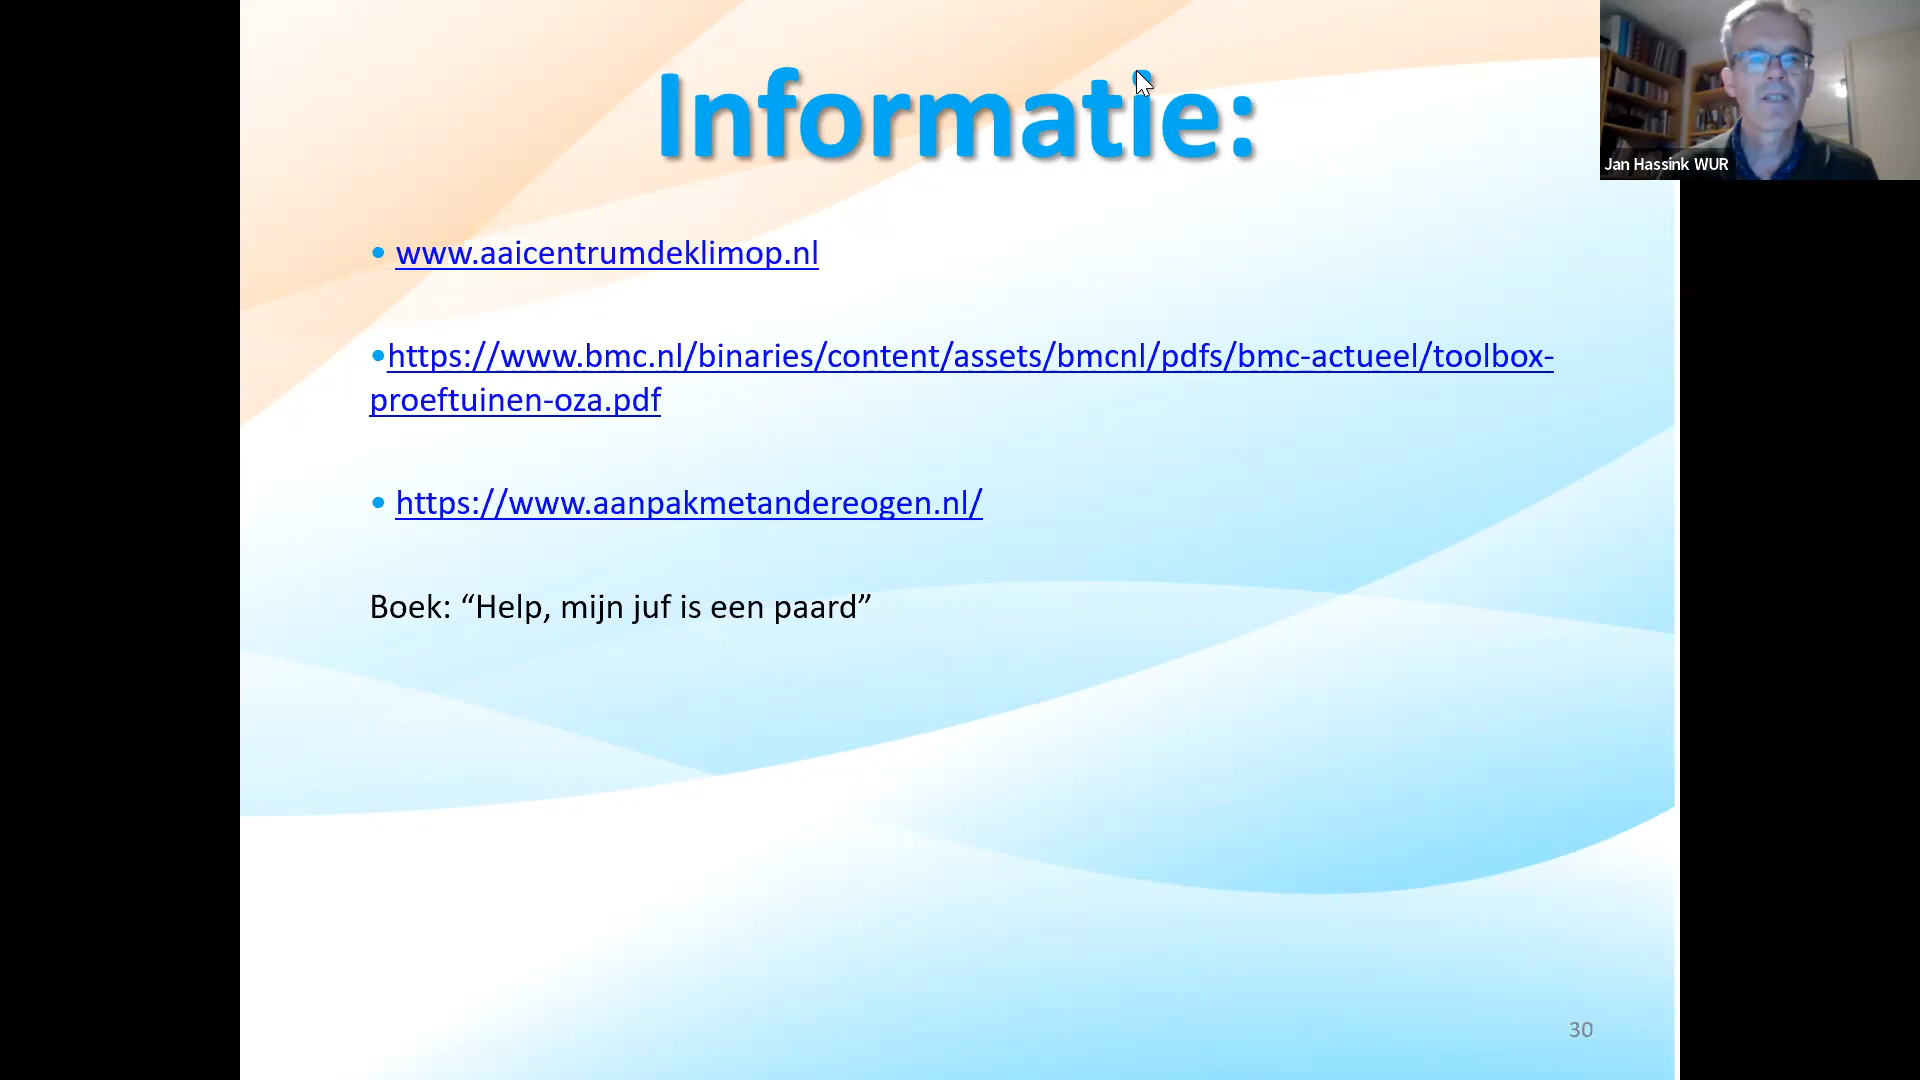 Informatie:
Jan Hassink WUR
• www.aaicentrumdeklimop.nl
•https://www.bmc.nl/binaries/content/assets/bmcnl/pdfs/bmc-actueel/toolbox-
proeftuinen-oza.pdf
• https://www.aanpakmetandereogen.nl/
Boek: “Help, mijn juf is een paard”
30